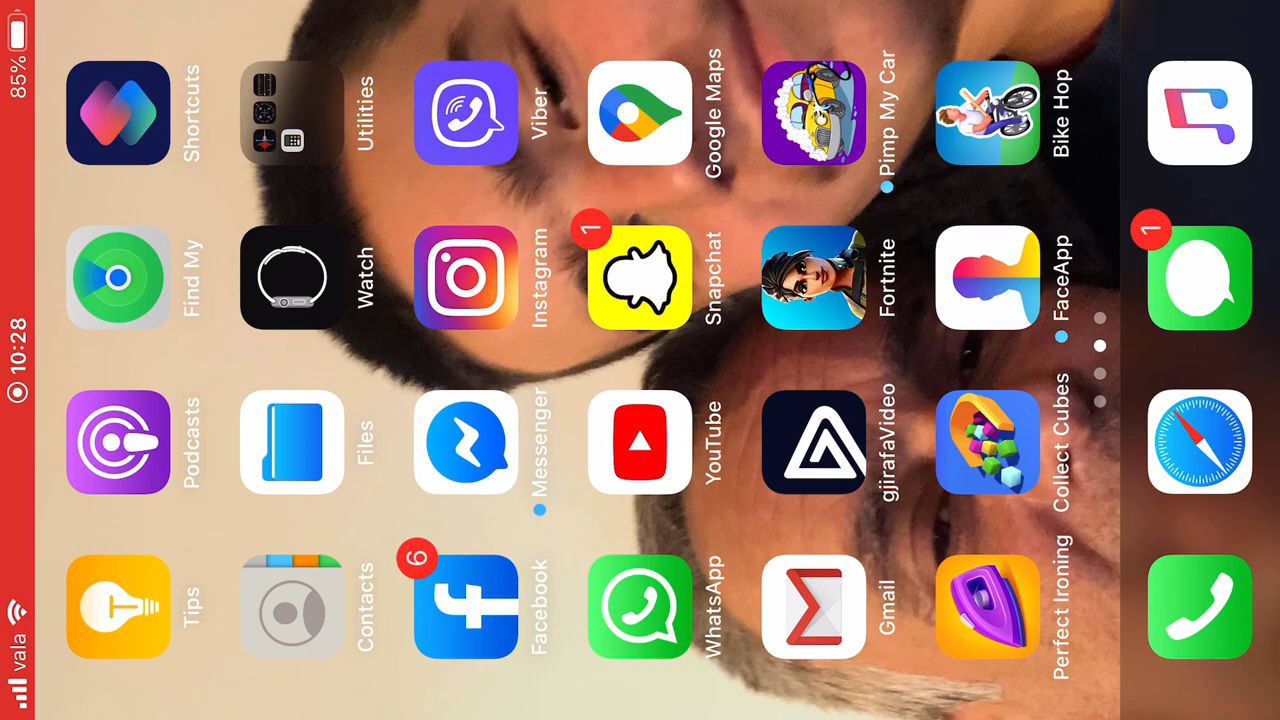 vala 10:28 85%
Tips Podcasts Find My Shortcuts
Contacts Files Watch Utilities
6
Facebook Messenger Instagram Viber
1
WhatsApp YouTube Snapchat Google Maps
Gmail gjirafaVideo Fortnite Pimp My Car
Perfect Ironing Collect Cubes FaceApp Bike Hop
1